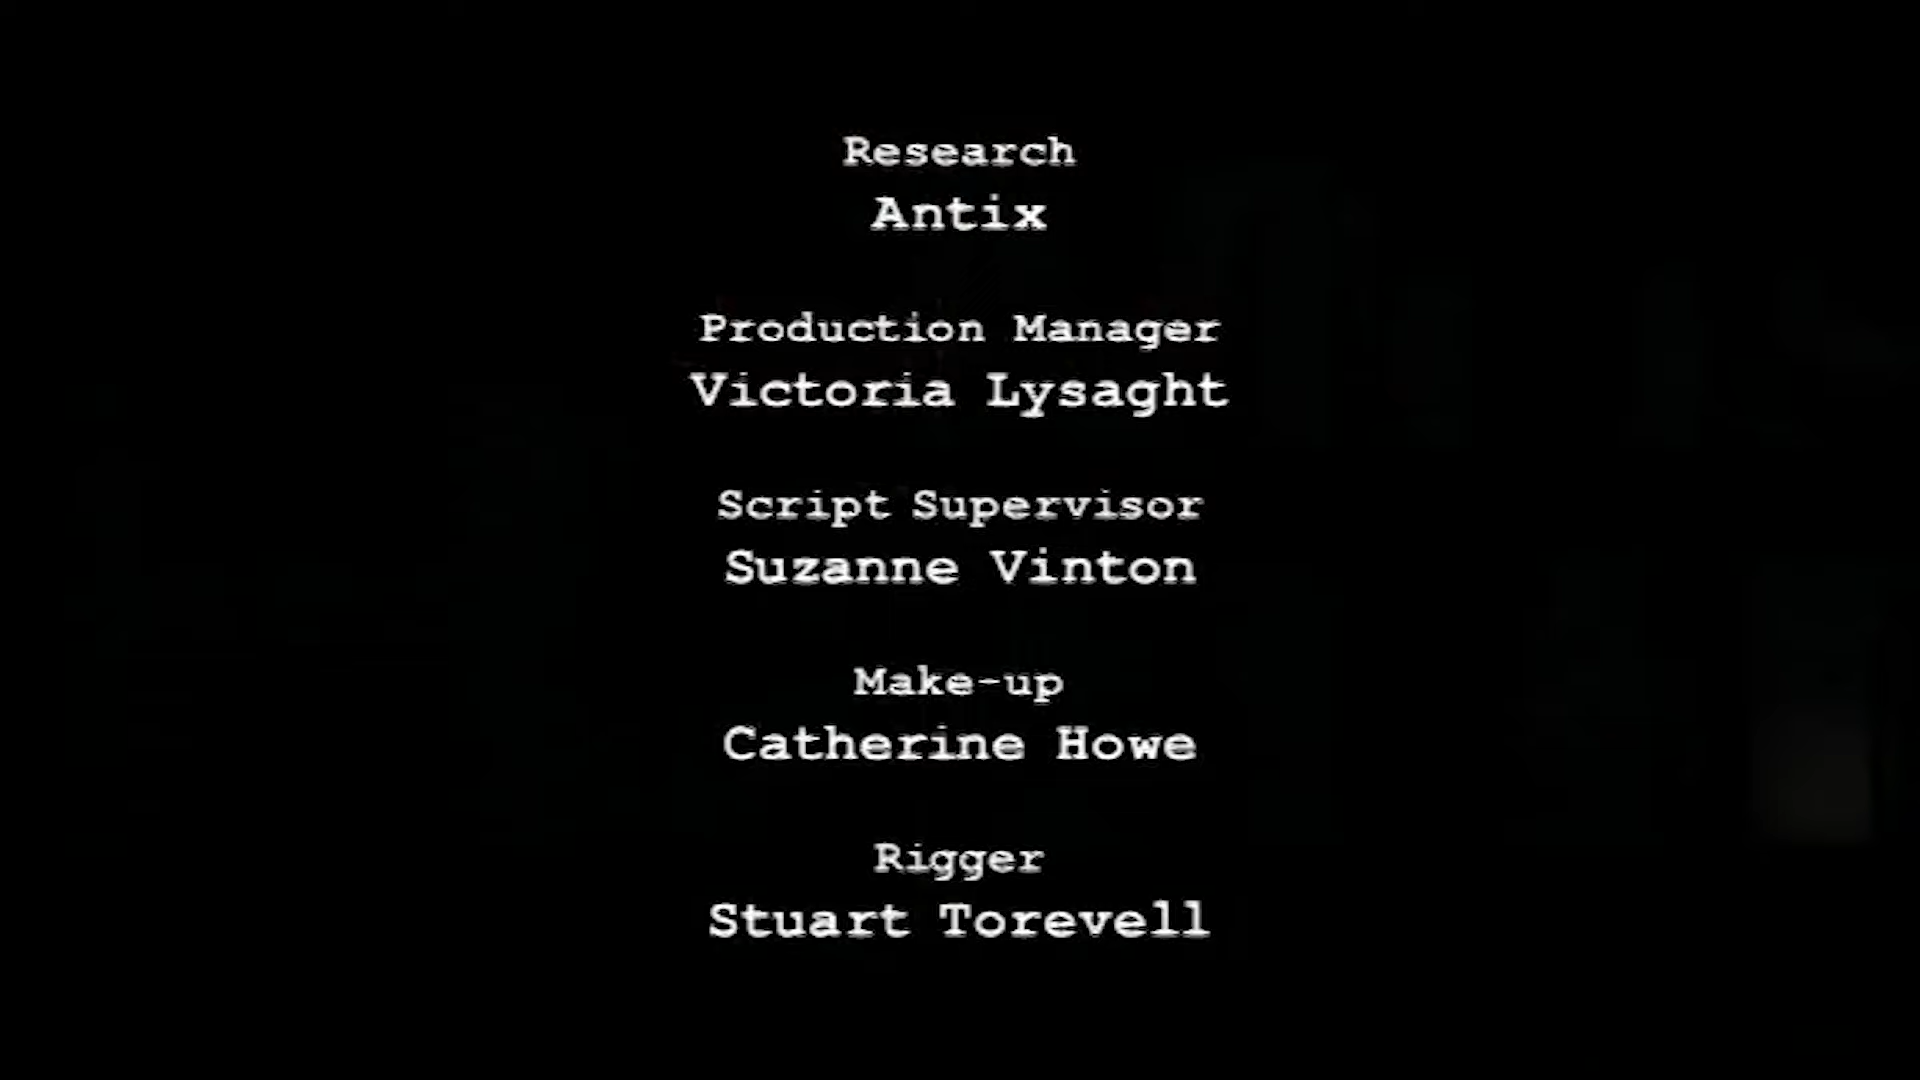 Research
Antix
Production Manager
Victoria Lysaght
Script Supervisor
Suzanne Vinton
Make-up
Catherine Howe
Rigger
Stuart Torevell